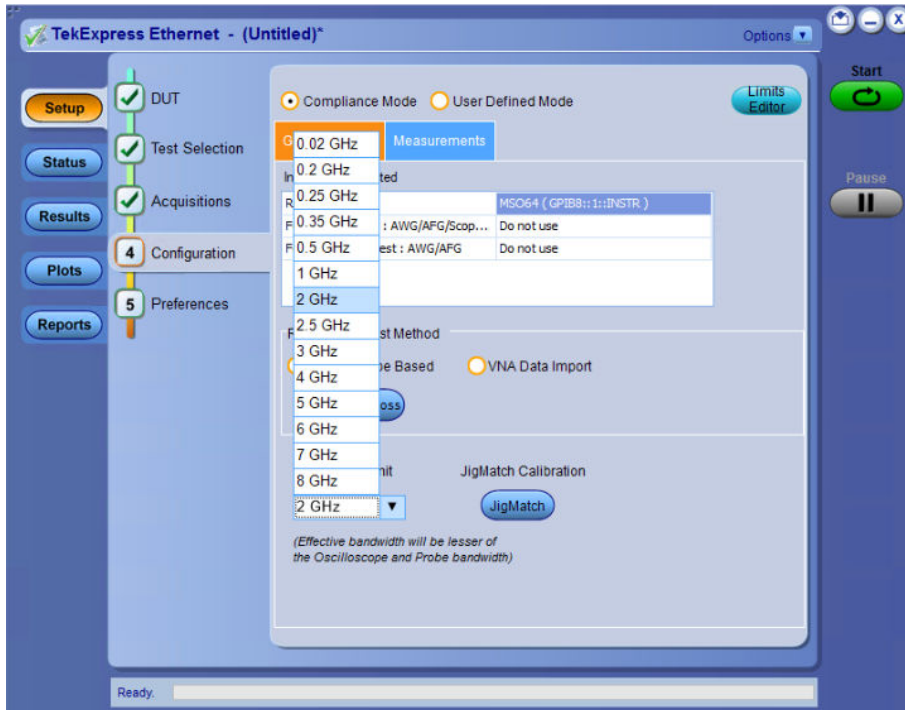 TekExpress Ethernet - (Untitled)*
Options
Start
Pause
Setup
Status
Results
Plots
Reports
DUT
Test Selection
Acquisitions
4 Configuration
5 Preferences
Compliance Mode
User Defined Mode
Limits
Editor
G
Measurements
In
ted
R
MSO64 ( GPIB8::1::INSTR )
F
: AWG/AFG/Scop...
Do not use
F
est : AWG/AFG
Do not use
0.02 GHz
0.2 GHz
0.25 GHz
0.35 GHz
0.5 GHz
1 GHz
2 GHz
2.5 GHz
3 GHz
4 GHz
5 GHz
6 GHz
7 GHz
8 GHz
2 GHz
R
st Method
pe Based
VNA Data Import
oss
mit
JigMatch Calibration
JigMatch
(Effective bandwidth will be lesser of
the Oscilloscope and Probe bandwidth)
Ready.